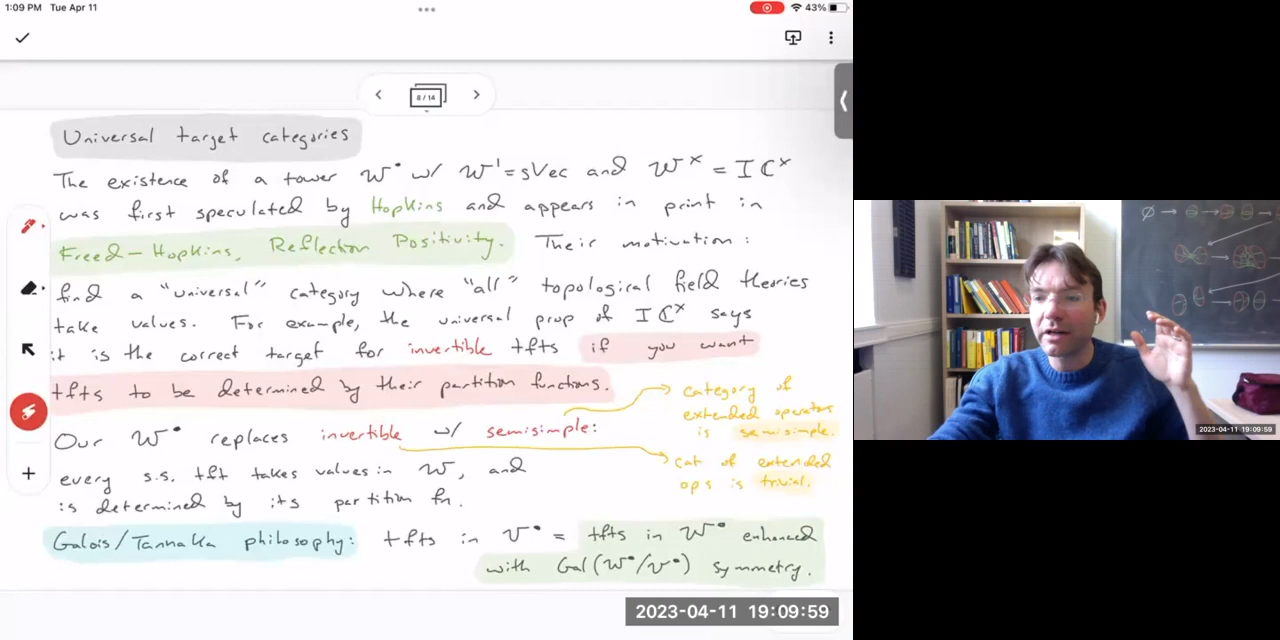 1:09 PM Tue Apr 11
43%
8 / 14
Universal target categories
The existence of a tower W• w/ W¹ = sVec and W× = Iℂ×
was first speculated by Hopkins and appears in print in
Freed–Hopkins, Reflection Positivity. Their motivation:
find a "universal" category where "all" topological field theories
take values. For example, the universal prop of Iℂ× says
it is the correct target for invertible tfts if you want
tfts to be determined by their partition functions.
Our W• replaces invertible w/ semisimple:
every s.s. tft takes values in W, and
is determined by its partition fn.
category of
extended operators
is semisimple.
cat of extended
ops is trivial.
Galois/Tannaka philosophy: tfts in V• = tfts in W• enhanced
with Gal(W•/V•) symmetry.
2023-04-11 19:09:59
2023-04-11 19:09:59